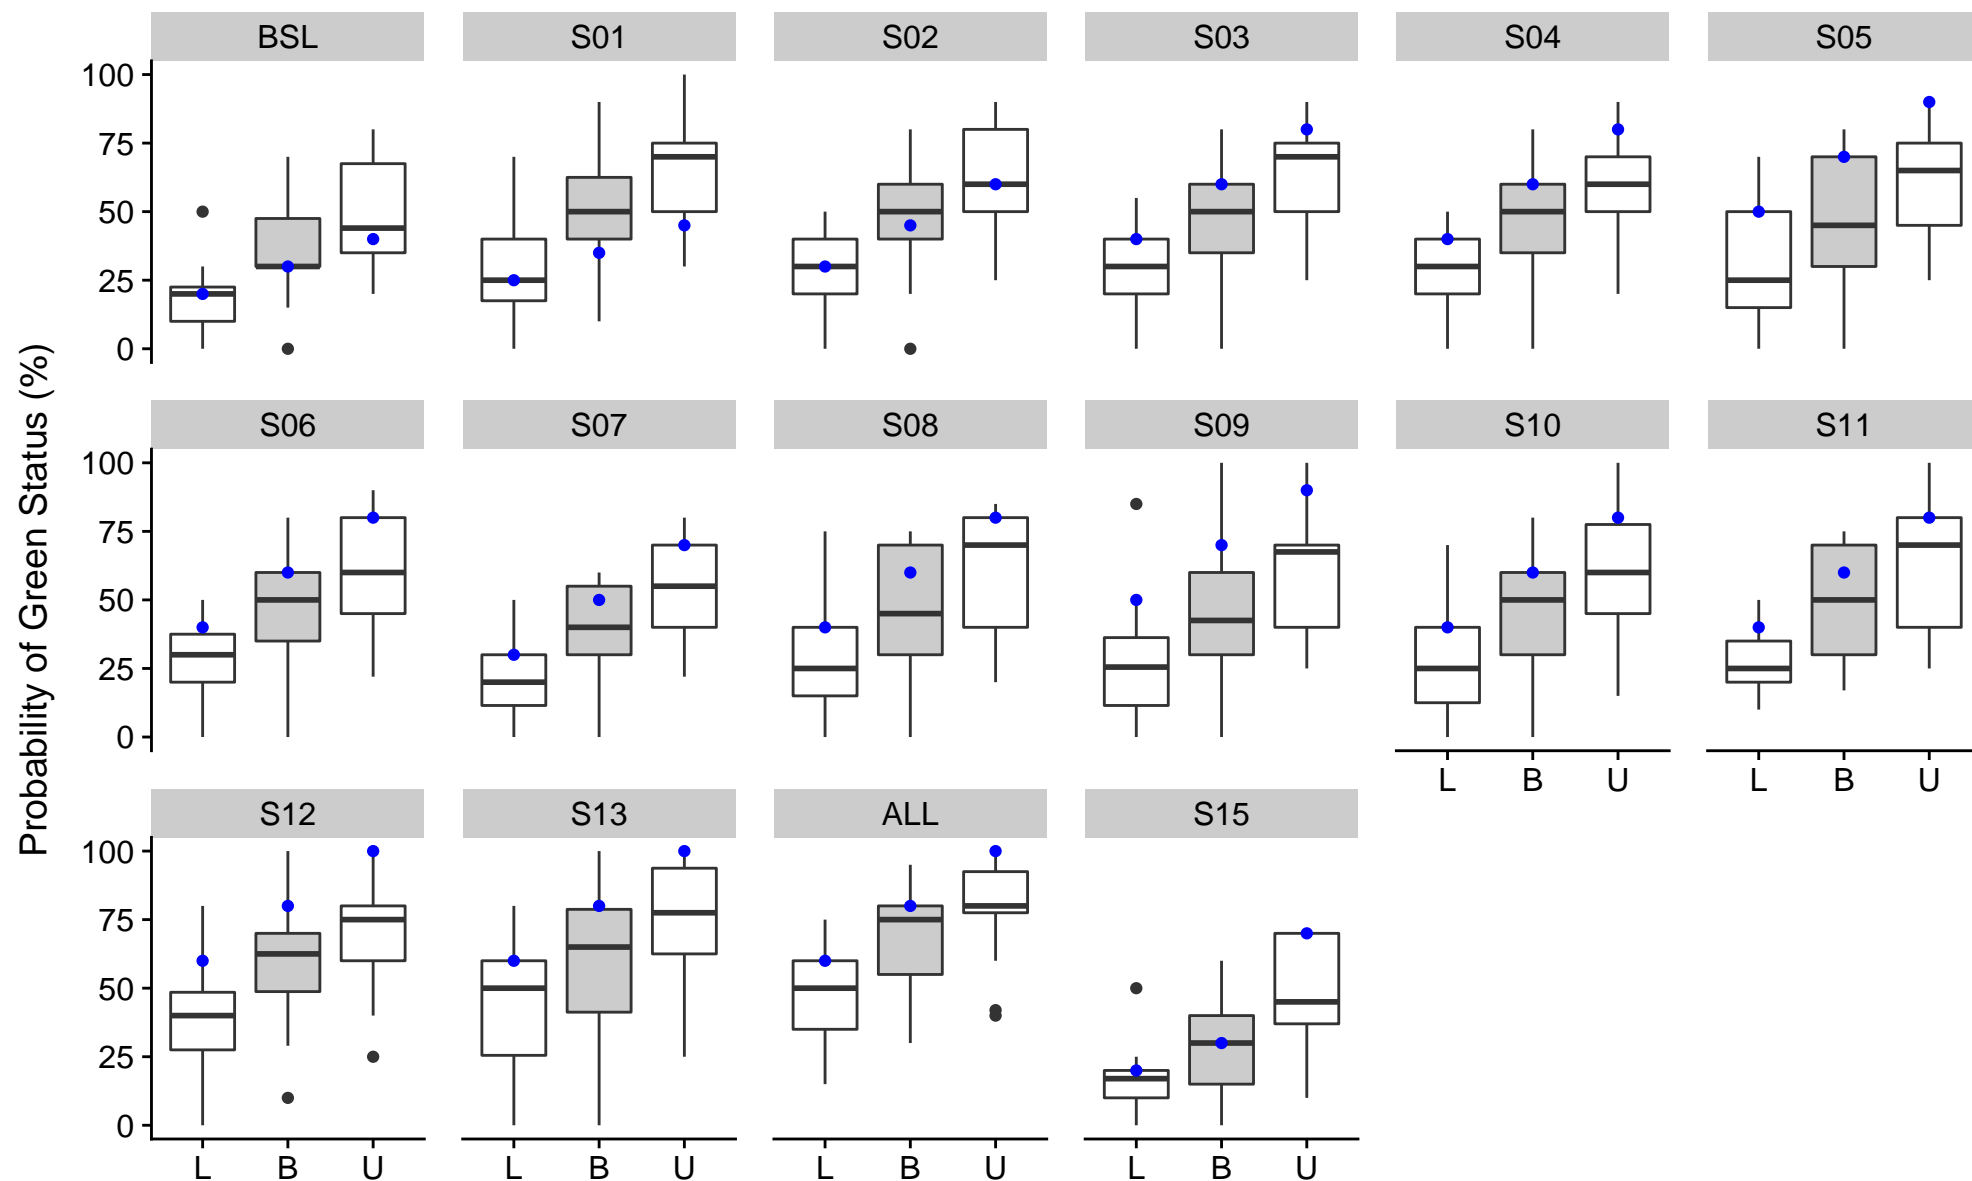 BSL S01 S02 S03 S04 S05
100
75
50
25
0
Probability of Green Status (%)
S06 S07 S08 S09 S10 S11
100
75
50
25
0
L B U L B U
S12 S13 ALL S15
100
75
50
25
0
L B U L B U L B U L B U